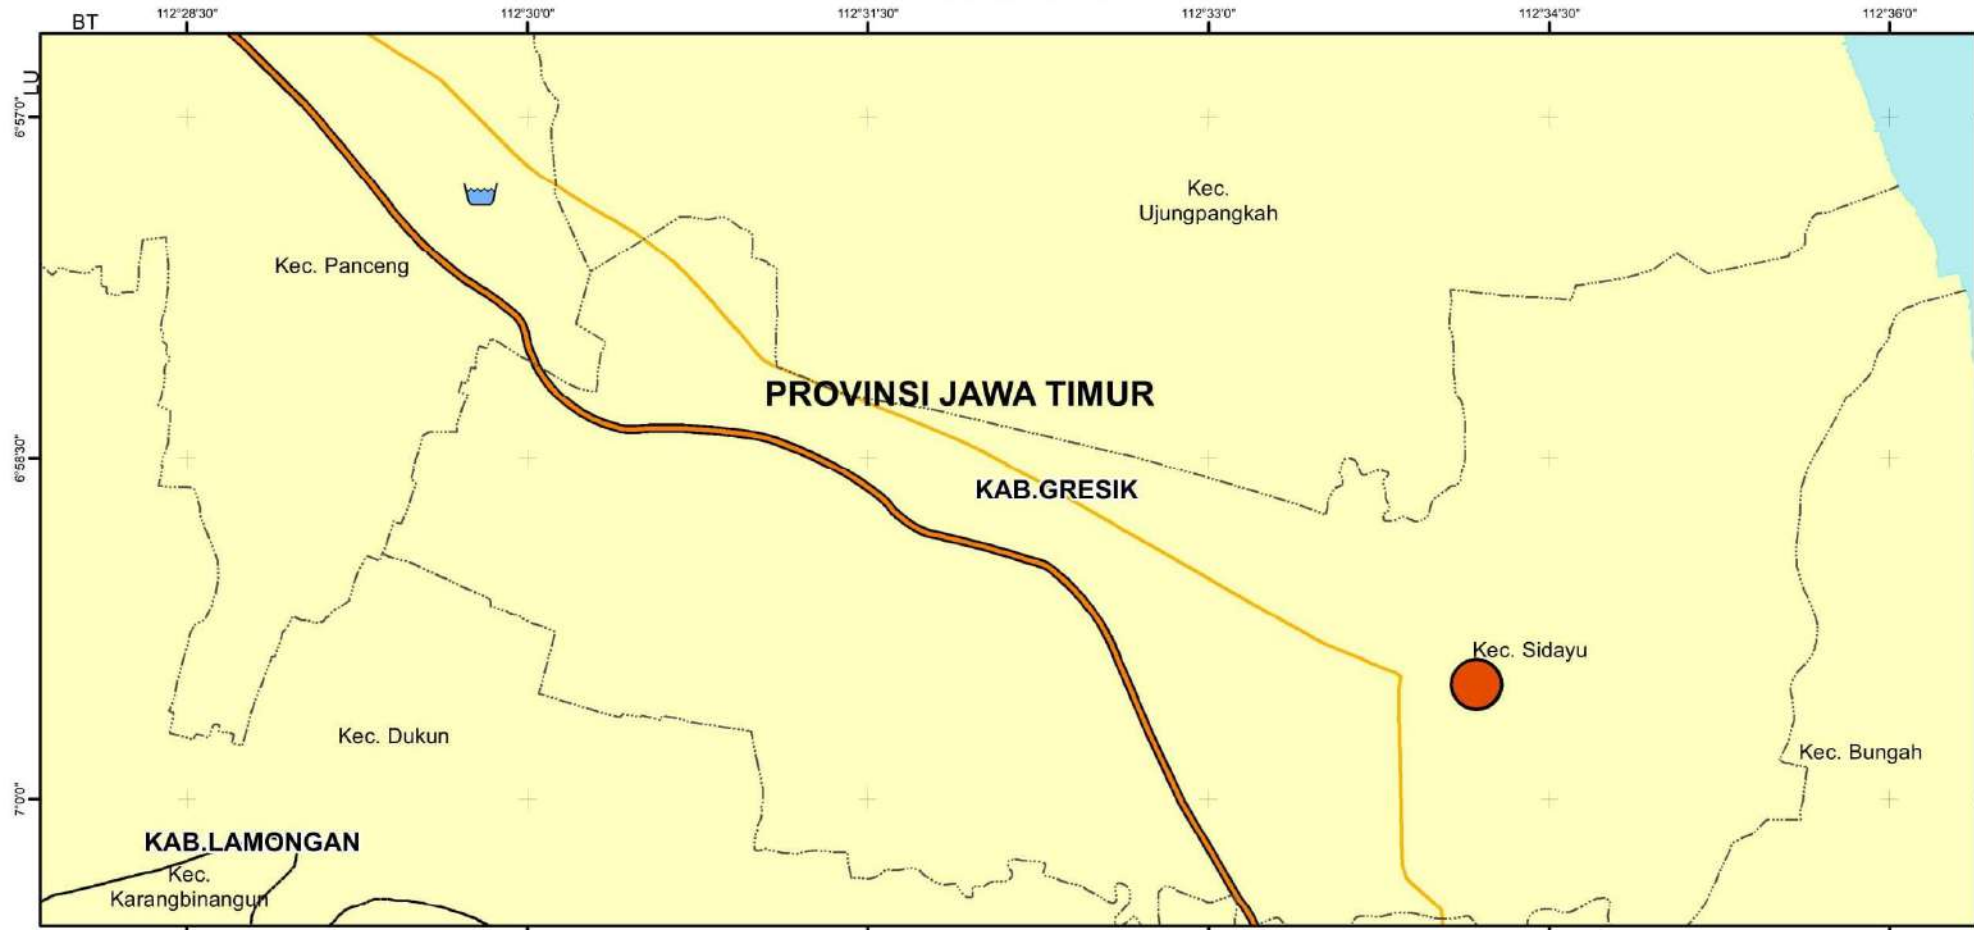 112°28'30"
112°30'0"
112°31'30"
112°33'0"
112°34'30"
112°36'0"
BT
LU
6°57'0"
Kec.
Ujungpangkah
Kec. Panceng
PROVINSI JAWA TIMUR
6°58'30"
KAB.GRESIK
Kec. Sidayu
Kec. Dukun
Kec. Bungah
7°0'0"
KAB.LAMONGAN
Kec.
Karangbinangun